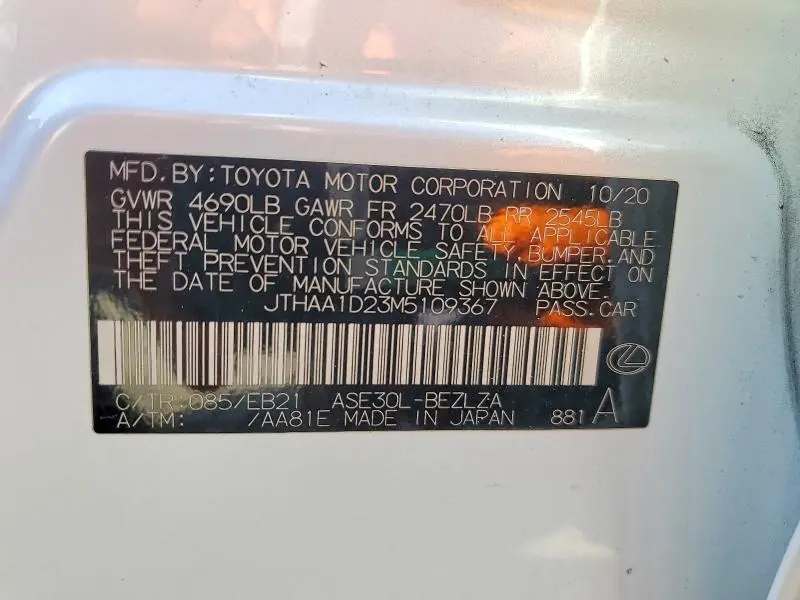 MFD. BY: TOYOTA MOTOR CORPORATION 10/20
GVWR 4690LB GAWR FR 2470LB RR 2545LB
THIS VEHICLE CONFORMS TO ALL APPLICABLE
FEDERAL MOTOR VEHICLE SAFETY, BUMPER, AND
THEFT PREVENTION STANDARDS IN EFFECT ON
THE DATE OF MANUFACTURE SHOWN ABOVE.
JTHAA1D23M5109367 PASS. CAR
C/TR: 085/EB21 ASE30L-BEZLZA
A/TM: /AA81E MADE IN JAPAN 881 A